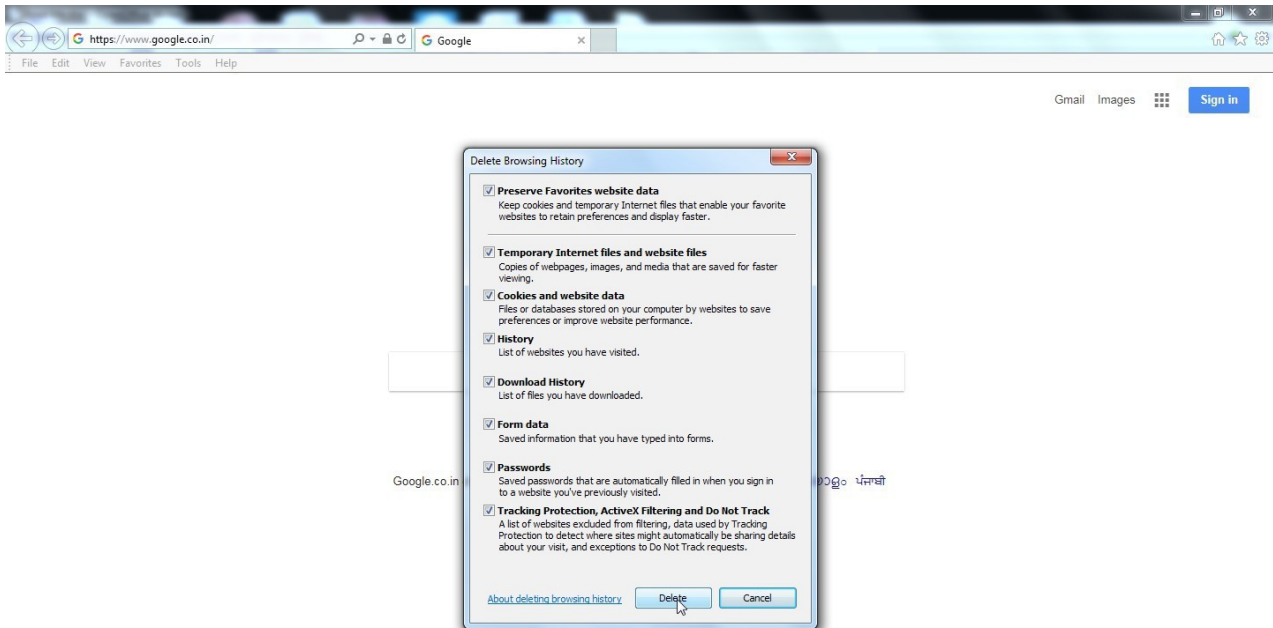 https://www.google.co.in/
Google
File Edit View Favorites Tools Help
Gmail Images Sign in
Delete Browsing History
Preserve Favorites website data
Keep cookies and temporary Internet files that enable your favorite
websites to retain preferences and display faster.
Temporary Internet files and website files
Copies of webpages, images, and media that are saved for faster
viewing.
Cookies and website data
Files or databases stored on your computer by websites to save
preferences or improve website performance.
History
List of websites you have visited.
Download History
List of files you have downloaded.
Form data
Saved information that you have typed into forms.
Passwords
Saved passwords that are automatically filled in when you sign in
to a website you've previously visited.
Google.co.in ਪੰਜਾਬੀ
Tracking Protection, ActiveX Filtering and Do Not Track
A list of websites excluded from filtering, data used by Tracking
Protection to detect where sites might automatically be sharing details
about your visit, and exceptions to Do Not Track requests.
About deleting browsing history Delete Cancel